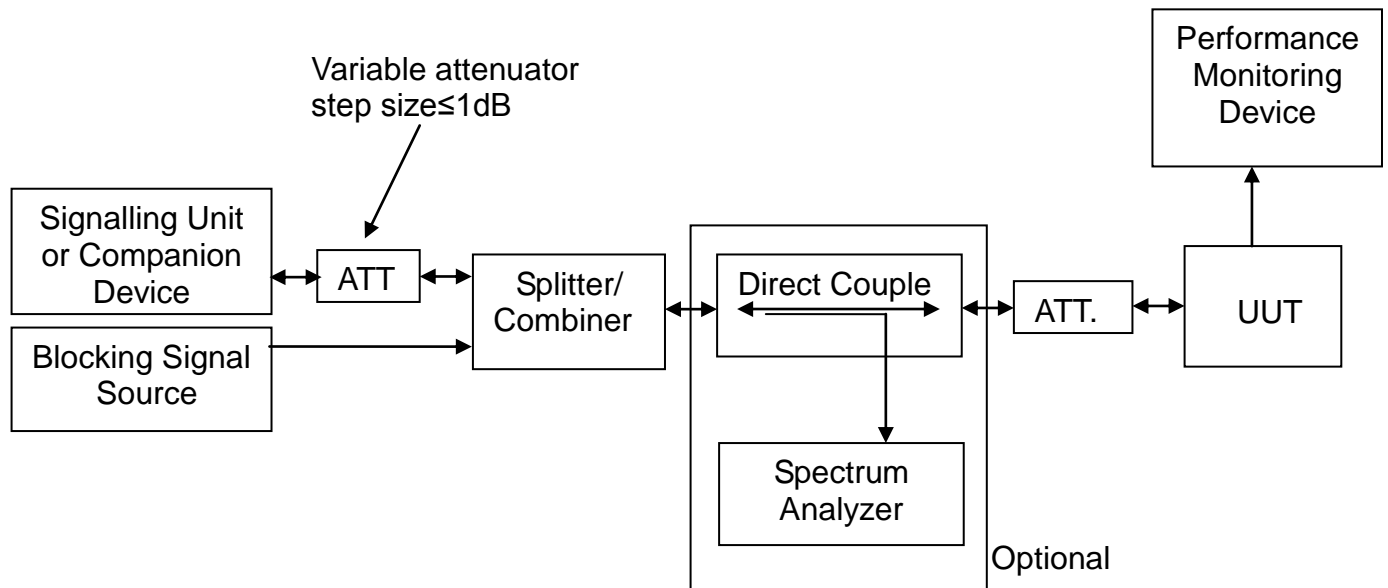 Performance
Monitoring
Device
Variable attenuator
step size≤1dB
Signalling Unit
or Companion
Device
ATT
Splitter/
Combiner
Direct Couple
ATT.
UUT
Blocking Signal
Source
Spectrum
Analyzer
Optional